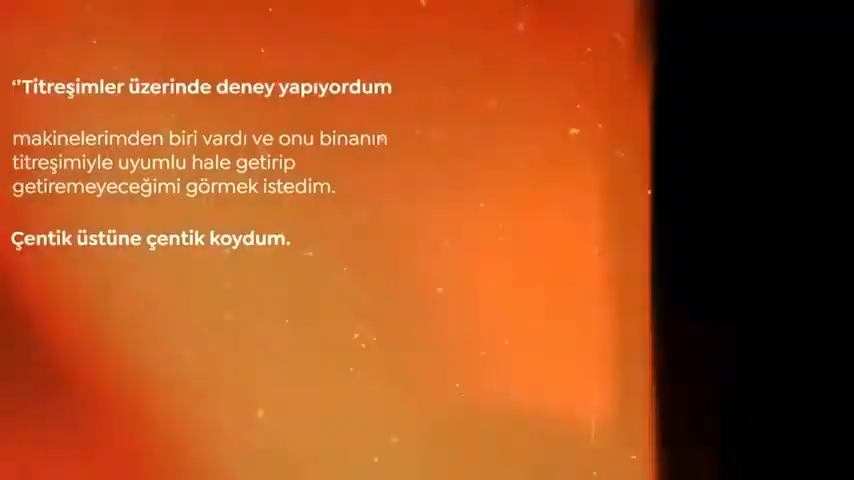 ‘’Titreşimler üzerinde deney yapıyordum
makinelerimden biri vardı ve onu binanın
titreşimiyle uyumlu hale getirip
getiremeyeceğimi görmek istedim.
Çentik üstüne çentik koydum.